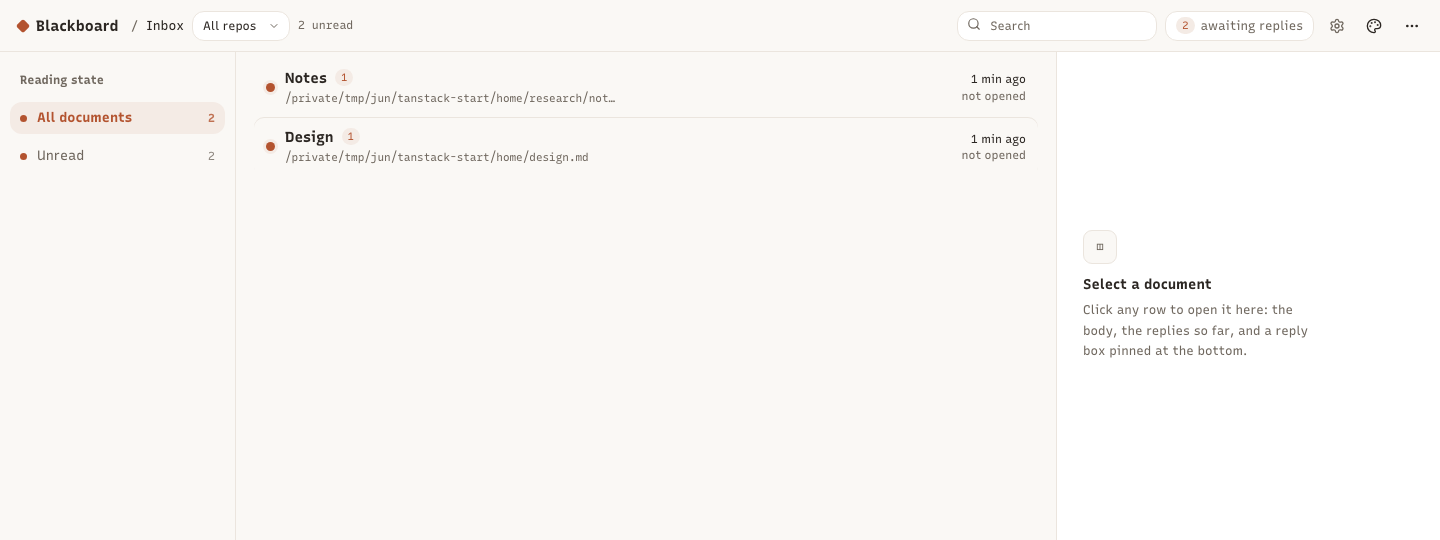 Blackboard / Inbox All repos 2 unread Search 2 awaiting replies
Reading state
All documents 2
Unread 2
Notes 1
/private/tmp/jun/tanstack-start/home/research/not…
1 min ago
not opened
Design 1
/private/tmp/jun/tanstack-start/home/design.md
1 min ago
not opened
Select a document
Click any row to open it here: the
body, the replies so far, and a reply
box pinned at the bottom.